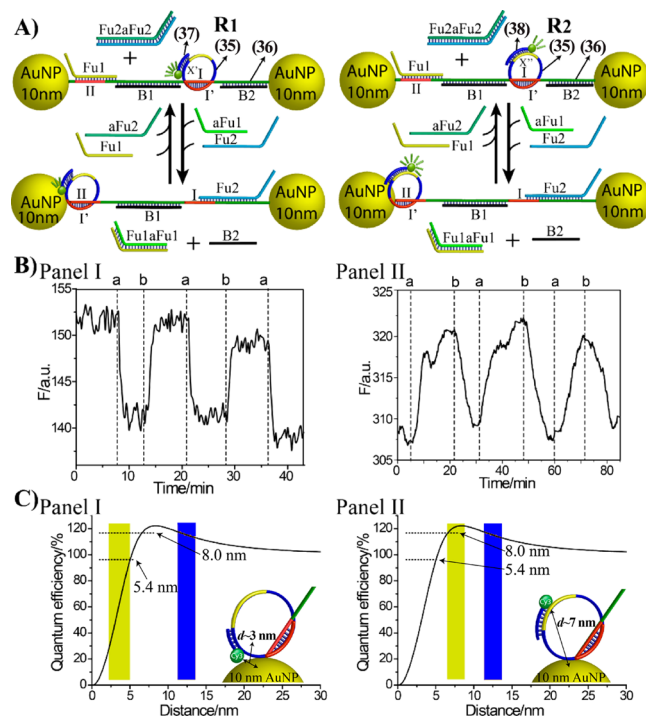 A)
Fu2aFu2
+
(37)
R1
(35)
(36)
AuNP
10nm
Fu1
II
B1
X'
I
I'
B2
AuNP
10nm
aFu2
Fu1
aFu1
Fu2
AuNP
10nm
II
I'
B1
I
Fu2
AuNP
10nm
Fu1aFu1
+
B2
Fu2aFu2
+
(38)
R2
(35)
(36)
AuNP
10nm
Fu1
II
B1
X''
I
I'
B2
AuNP
10nm
aFu2
Fu1
aFu1
Fu2
AuNP
10nm
II
I'
B1
I
Fu2
AuNP
10nm
Fu1aFu1
+
B2
B) Panel I
a b a b a
155
150
145
140
F/a.u.
0 20 40
Time/min
Panel II
a b a b a b
325
320
315
310
305
F/a.u.
0 20 40 60 80
Time/min
C) Panel I
120
100
80
60
40
20
0
Quantum efficiency/%
8.0 nm
5.4 nm
d~3 nm
10 nm AuNP
0 5 10 15 20 25 30
Distance/nm
Panel II
120
100
80
60
40
20
0
Quantum efficiency/%
8.0 nm
5.4 nm
d~7 nm
10 nm AuNP
0 5 10 15 20 25 30
Distance/nm